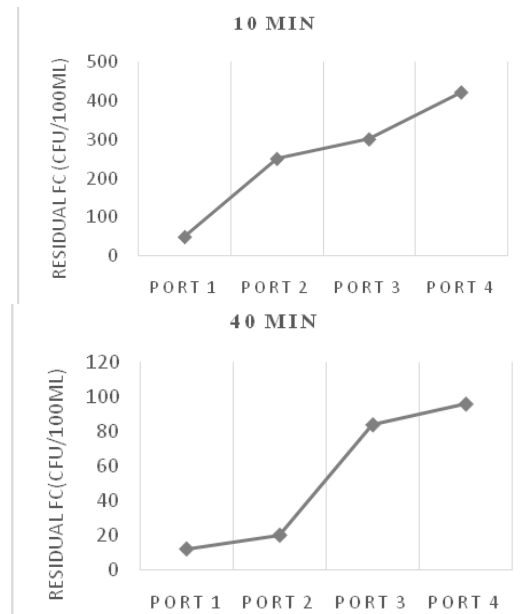 10 MIN
RESIDUAL FC (CFU/100ML)
500
400
300
200
100
0
PORT 1 PORT 2 PORT 3 PORT 4
40 MIN
RESIDUAL FC(CFU/100ML)
120
100
80
60
40
20
0
PORT 1 PORT 2 PORT 3 PORT 4